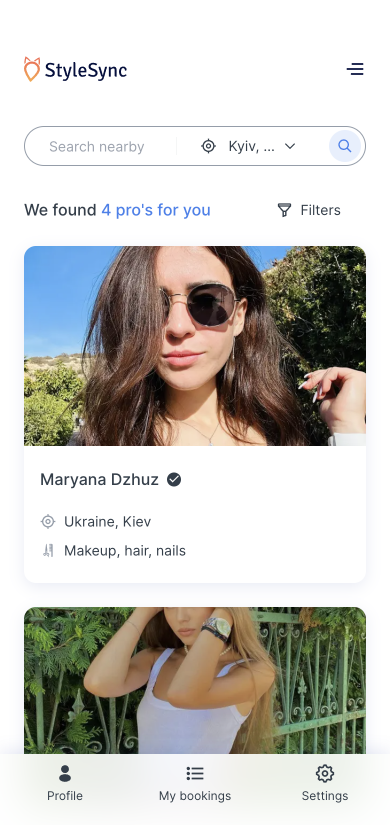 StyleSync
Search nearby
Kyiv, ...
We found 4 pro's for you
Filters
Maryana Dzhuz
Ukraine, Kiev
Makeup, hair, nails
Profile
My bookings
Settings